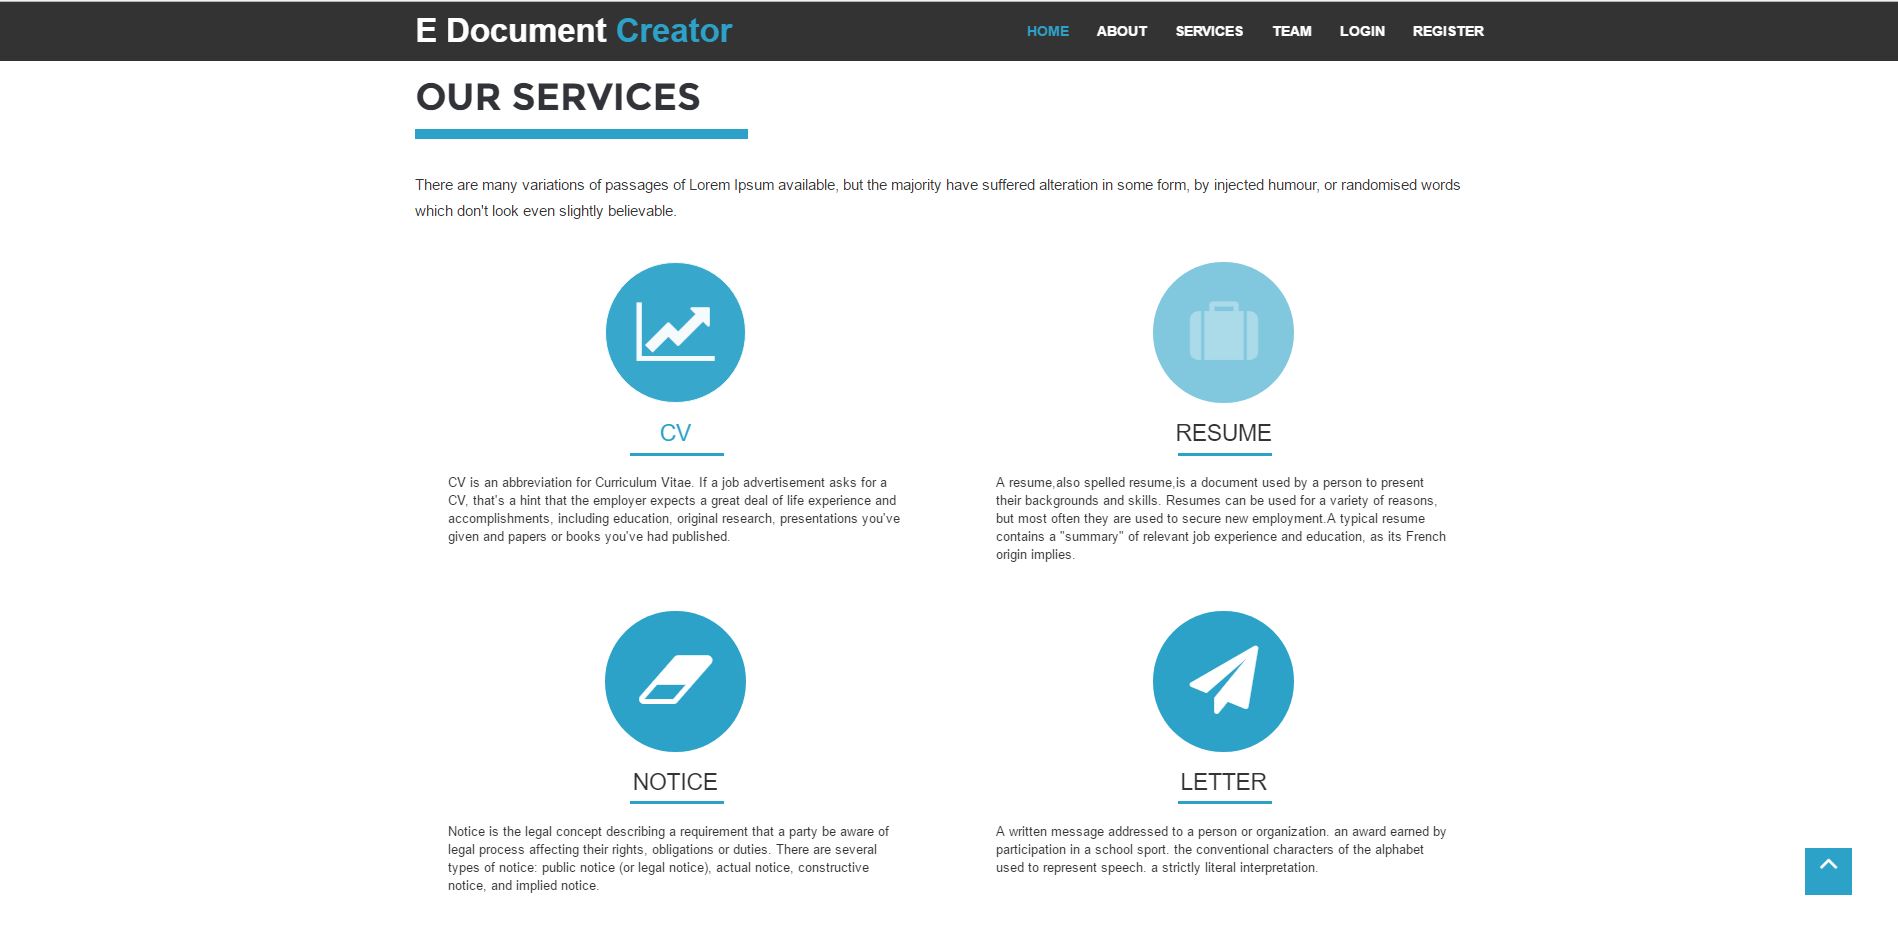 E Document Creator
HOME ABOUT SERVICES TEAM LOGIN REGISTER
OUR SERVICES
There are many variations of passages of Lorem Ipsum available, but the majority have suffered alteration in some form, by injected humour, or randomised words
which don't look even slightly believable.
CV
CV is an abbreviation for Curriculum Vitae. If a job advertisement asks for a
CV, that's a hint that the employer expects a great deal of life experience and
accomplishments, including education, original research, presentations you've
given and papers or books you've had published.
RESUME
A resume,also spelled resume,is a document used by a person to present
their backgrounds and skills. Resumes can be used for a variety of reasons,
but most often they are used to secure new employment.A typical resume
contains a "summary" of relevant job experience and education, as its French
origin implies.
NOTICE
Notice is the legal concept describing a requirement that a party be aware of
legal process affecting their rights, obligations or duties. There are several
types of notice: public notice (or legal notice), actual notice, constructive
notice, and implied notice.
LETTER
A written message addressed to a person or organization. an award earned by
participation in a school sport. the conventional characters of the alphabet
used to represent speech. a strictly literal interpretation.